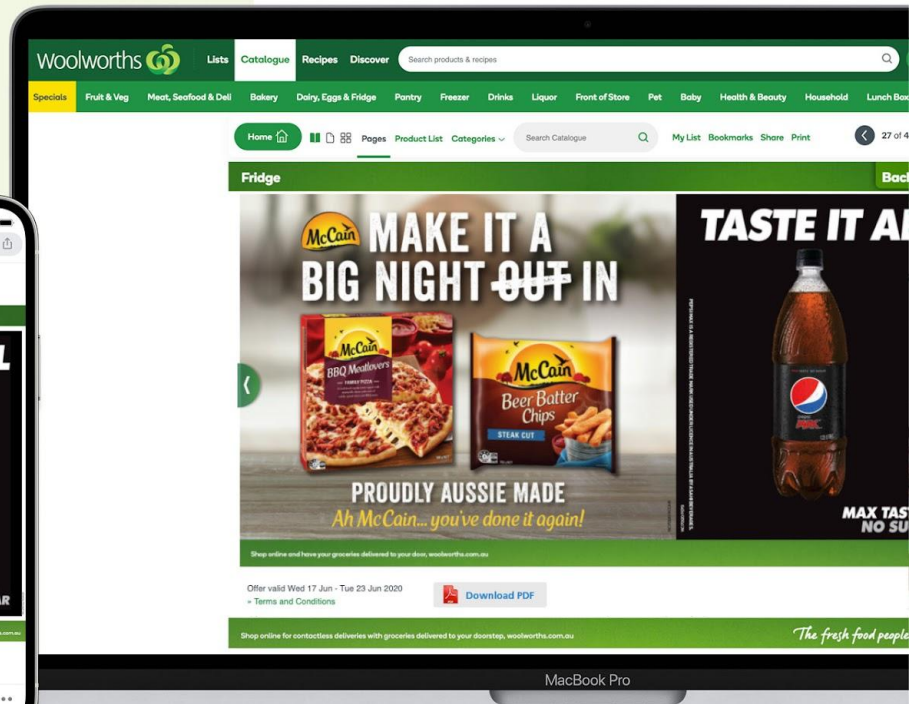 Woolworths
Lists Catalogue Recipes Discover Search products & recipes
Specials Fruit & Veg Meat, Seafood & Deli Bakery Dairy, Eggs & Fridge Pantry Freezer Drinks Liquor Front of Store Pet Baby Health & Beauty Household Lunch Box
Home Pages Product List Categories Search Catalogue My List Bookmarks Share Print 27 of 4
Fridge
McCain MAKE IT A
BIG NIGHT OUT IN
McCain
BBQ Meatlovers
FAMILY PIZZA
McCain
Beer Batter
Chips
STEAK CUT
PROUDLY AUSSIE MADE
Ah McCain... you've done it again!
TASTE IT
pepsi
MAX
NO
Shop online and have your groceries delivered to your door, woolworths.com.au
Offer valid Wed 17 Jun - Tue 23 Jun 2020
» Terms and Conditions
Download PDF
Shop online for contactless deliveries with groceries delivered to your doorstep, woolworths.com.au
The fresh food people
MacBook Pro